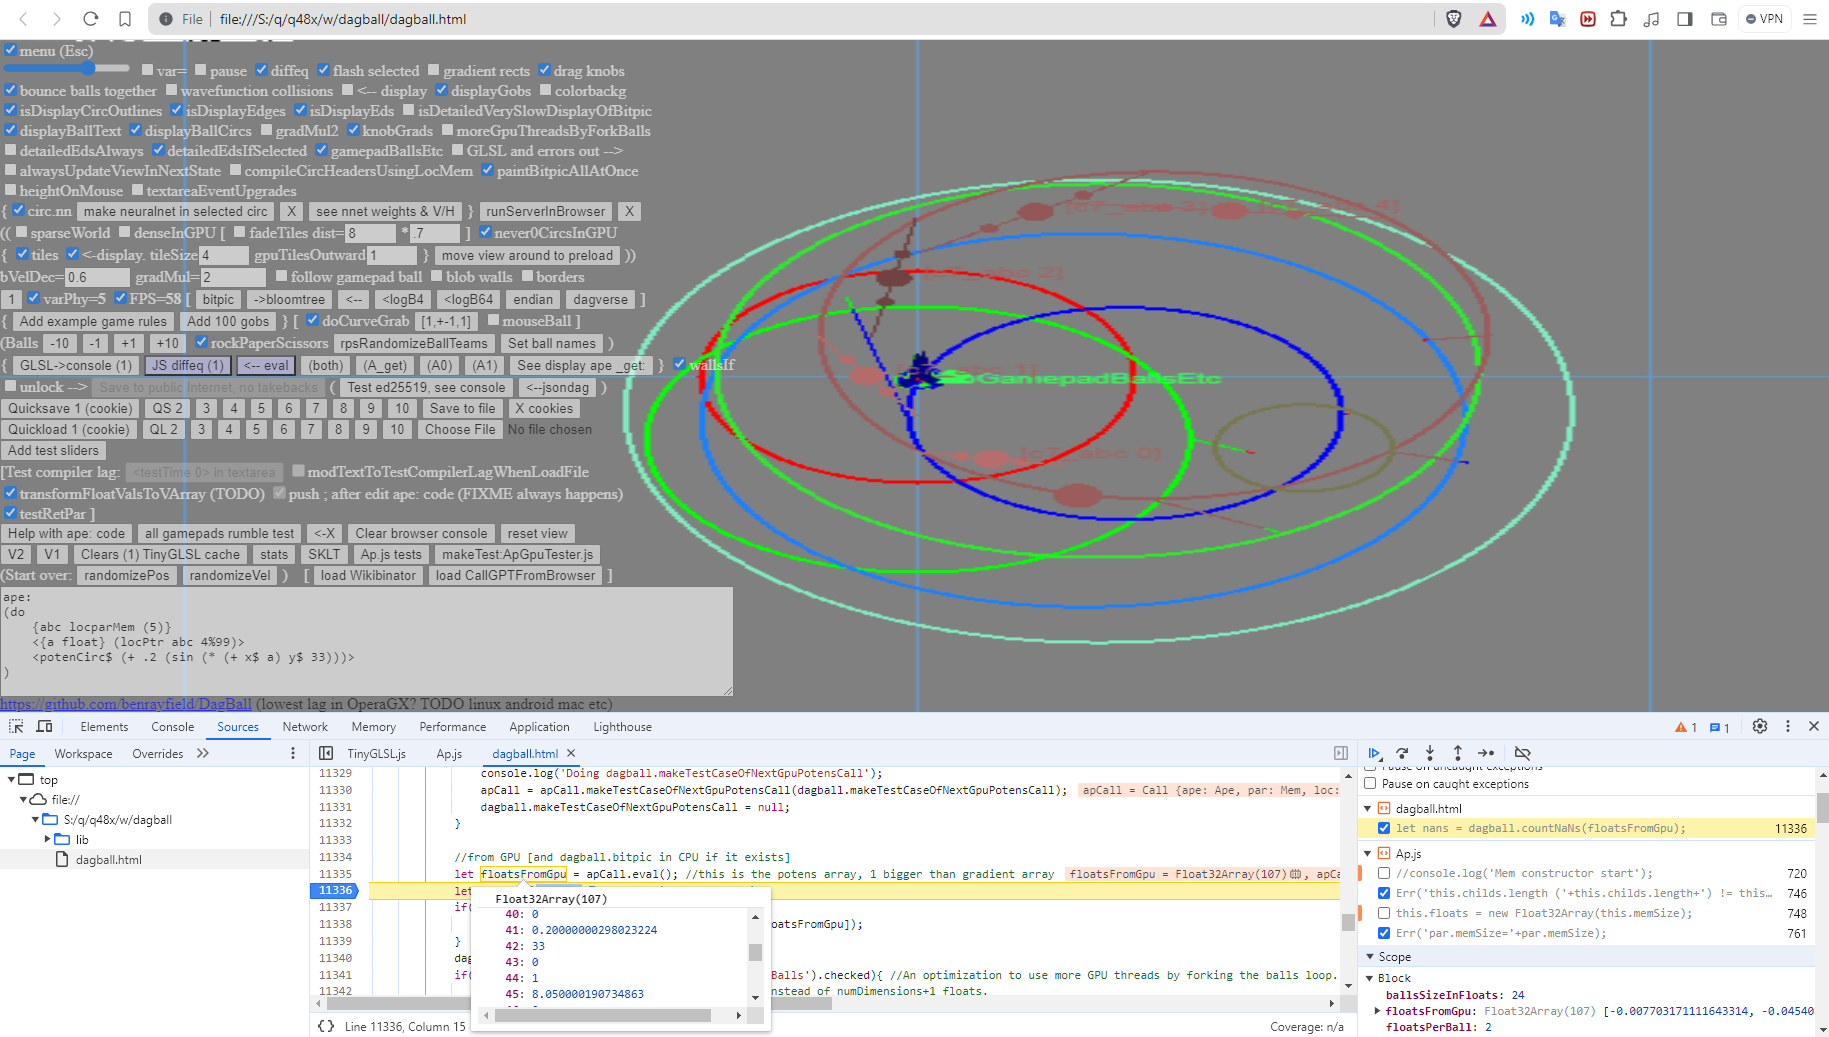 File file:///S:/q/q48x/w/dagball/dagball.html VPN
menu (Esc)
var= pause diffeq flash selected gradient rects drag knobs
bounce balls together wavefunction collisions <-- display displayGobs colorbackg
isDisplayCircOutlines isDisplayEdges isDisplayEds isDetailedVerySlowDisplayOfBitpic
displayBallText displayBallCircs gradMul2 knobGrads moreGpuThreadsByForkBalls
detailedEdsAlways detailedEdsIfSelected gamepadBallsEtc GLSL and errors out -->
alwaysUpdateViewInNextState compileCircHeadersUsingLocMem paintBitpicAllAtOnce
heightOnMouse textareaEventUpgrades
{ circ.nn make neuralnet in selected circ X see nnet weights & V/H } runServerInBrowser X
(( sparseWorld denseInGPU [ fadeTiles dist= 8 * .7 ] never0CircsInGPU
{ tiles <-display. tileSize 4 gpuTilesOutward 1 } move view around to preload ))
bVelDec= 0.6 gradMul= 2 follow gamepad ball blob walls borders
1 varPhy=5 FPS=58 [ bitpic ->bloomtree <-- <logB4 <logB64 endian dagverse ]
{ Add example game rules Add 100 gobs } [ doCurveGrab [1,+-1,1] mouseBall ]
(Balls -10 -1 +1 +10 rockPaperScissors rpsRandomizeBallTeams Set ball names )
{ GLSL->console (1) JS diffeq (1) <-- eval (both) (A_get) (A0) (A1) See display ape _get: } wallsIf
unlock --> Save to public Internet, no takebacks ( Test ed25519, see console <--jsondag )
Quicksave 1 (cookie) QS 2 3 4 5 6 7 8 9 10 Save to file X cookies
Quickload 1 (cookie) QL 2 3 4 5 6 7 8 9 10 Choose File No file chosen
Add test sliders
[Test compiler lag: <testTime 0> in textarea modTextToTestCompilerLagWhenLoadFile
transformFloatValsToVArray (TODO) push ; after edit ape: code (FIXME always happens)
testRetPar ]
Help with ape: code all gamepads rumble test <-X Clear browser console reset view
V2 V1 Clears (1) TinyGLSL cache stats SKLT Ap.js tests makeTest:ApGpuTester.js
(Start over: randomizePos randomizeVel ) [ load Wikibinator load CallGPTFromBrowser ]
ape:
(do
{abc locparMem (5)}
<{a float} (locPtr abc 4%99)>
<potenCirc$ (+ .2 (sin (* (+ x$ a) y$ 33)))>
)
https://github.com/benrayfield/DagBall (lowest lag in OperaGX? TODO linux android mac etc)
[c7_abc 3]
4]
2]
1]
GamepadBallsEtc
[c7_abc 0]
Elements Console Sources Network Memory Performance Application Lighthouse 1 1
Page Workspace Overrides TinyGLSL.js Ap.js dagball.html
top
file://
S:/q/q48x/w/dagball
lib
dagball.html
11329 console.log('Doing dagball.makeTestCaseOfNextGpuPotensCall');
11330 apCall = apCall.makeTestCaseOfNextGpuPotensCall(dagball.makeTestCaseOfNextGpuPotensCall); apCall = Call {ape: Ape, par: Mem, loc:
11331 dagball.makeTestCaseOfNextGpuPotensCall = null;
11332 }
11333
11334 //from GPU [and dagball.bitpic in CPU if it exists]
11335 let floatsFromGpu = apCall.eval(); //this is the potens array, 1 bigger than gradient array floatsFromGpu = Float32Array(107) , apCa
11336 let
11337 if(
11338 oatsFromGpu]);
11339 }
11340 dag
11341 if( Balls').checked){ //An optimization to use more GPU threads by forking the balls loop.
11342 nstead of numDimensions+1 floats.
Float32Array(107)
40: 0
41: 0.20000000298023224
42: 33
43: 0
44: 1
45: 8.050000190734863
{} Line 11336, Column 15 Coverage: n/a
Pause on uncaught exceptions
Pause on caught exceptions
dagball.html
let nans = dagball.countNaNs(floatsFromGpu); 11336
Ap.js
//console.log('Mem constructor start'); 720
Err('this.childs.length ('+this.childs.length+') != this… 746
this.floats = new Float32Array(this.memSize); 748
Err('par.memSize='+par.memSize); 761
Scope
Block
ballsSizeInFloats: 24
floatsFromGpu: Float32Array(107) [-0.007703171111643314, -0.04540
floatsPerBall: 2